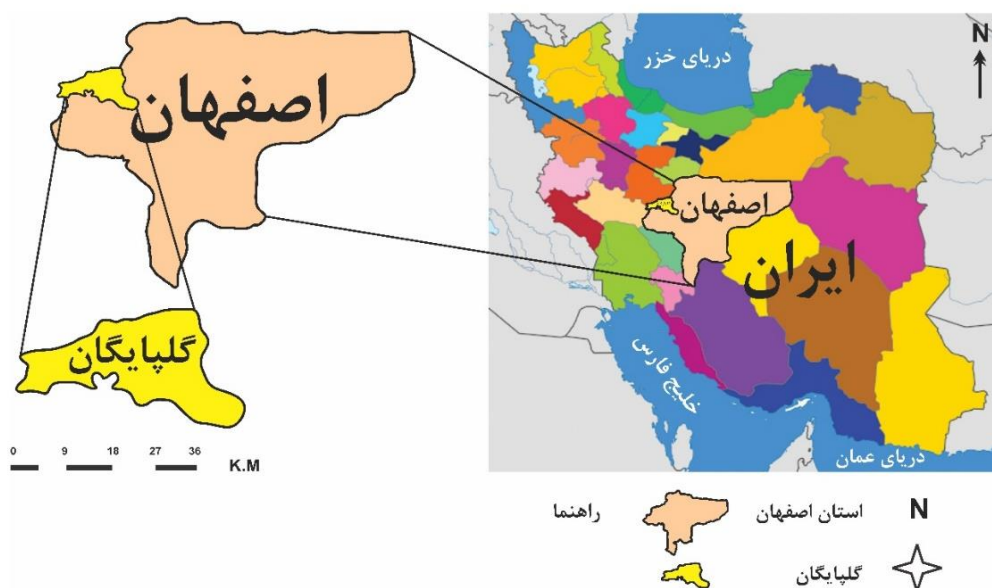 اصفهان
گلپایگان
0 9 18 27 36
K.M
N
دریای خزر
اصفهان
ایران
خلیج فارس
دریای عمان
راهنما
استان اصفهان
N
گلپایگان